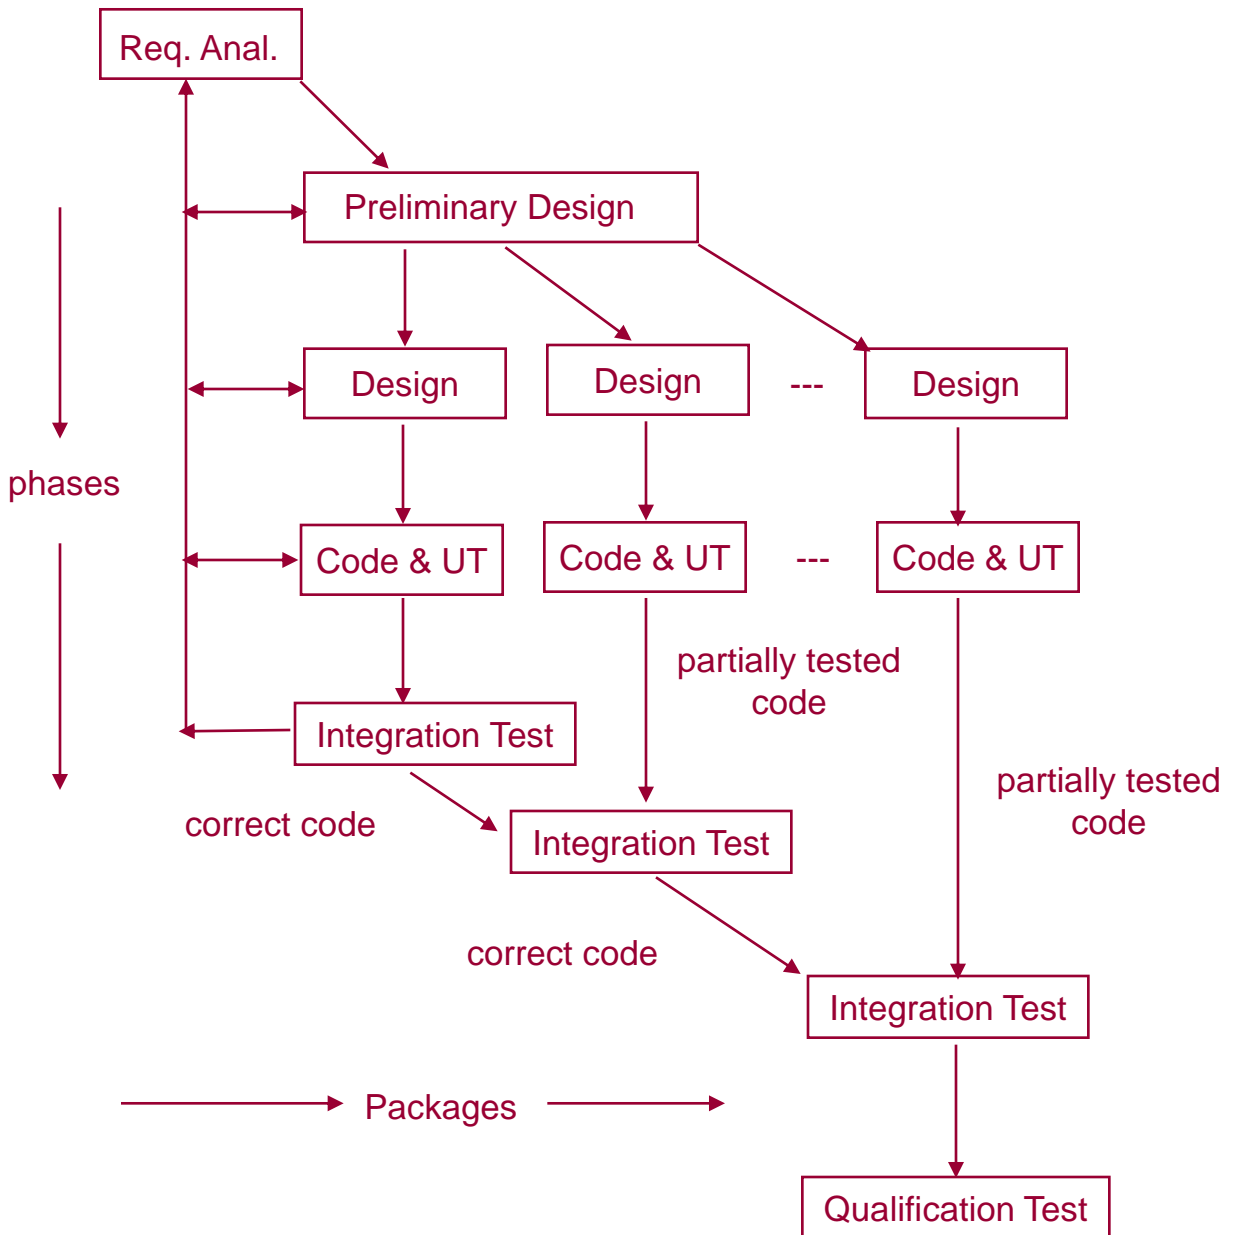 Req. Anal.
Preliminary Design
Design
Design
---
Design
phases
Code & UT
Code & UT
---
Code & UT
partially tested
code
Integration Test
partially tested
code
correct code
Integration Test
correct code
Integration Test
Packages
Qualification Test